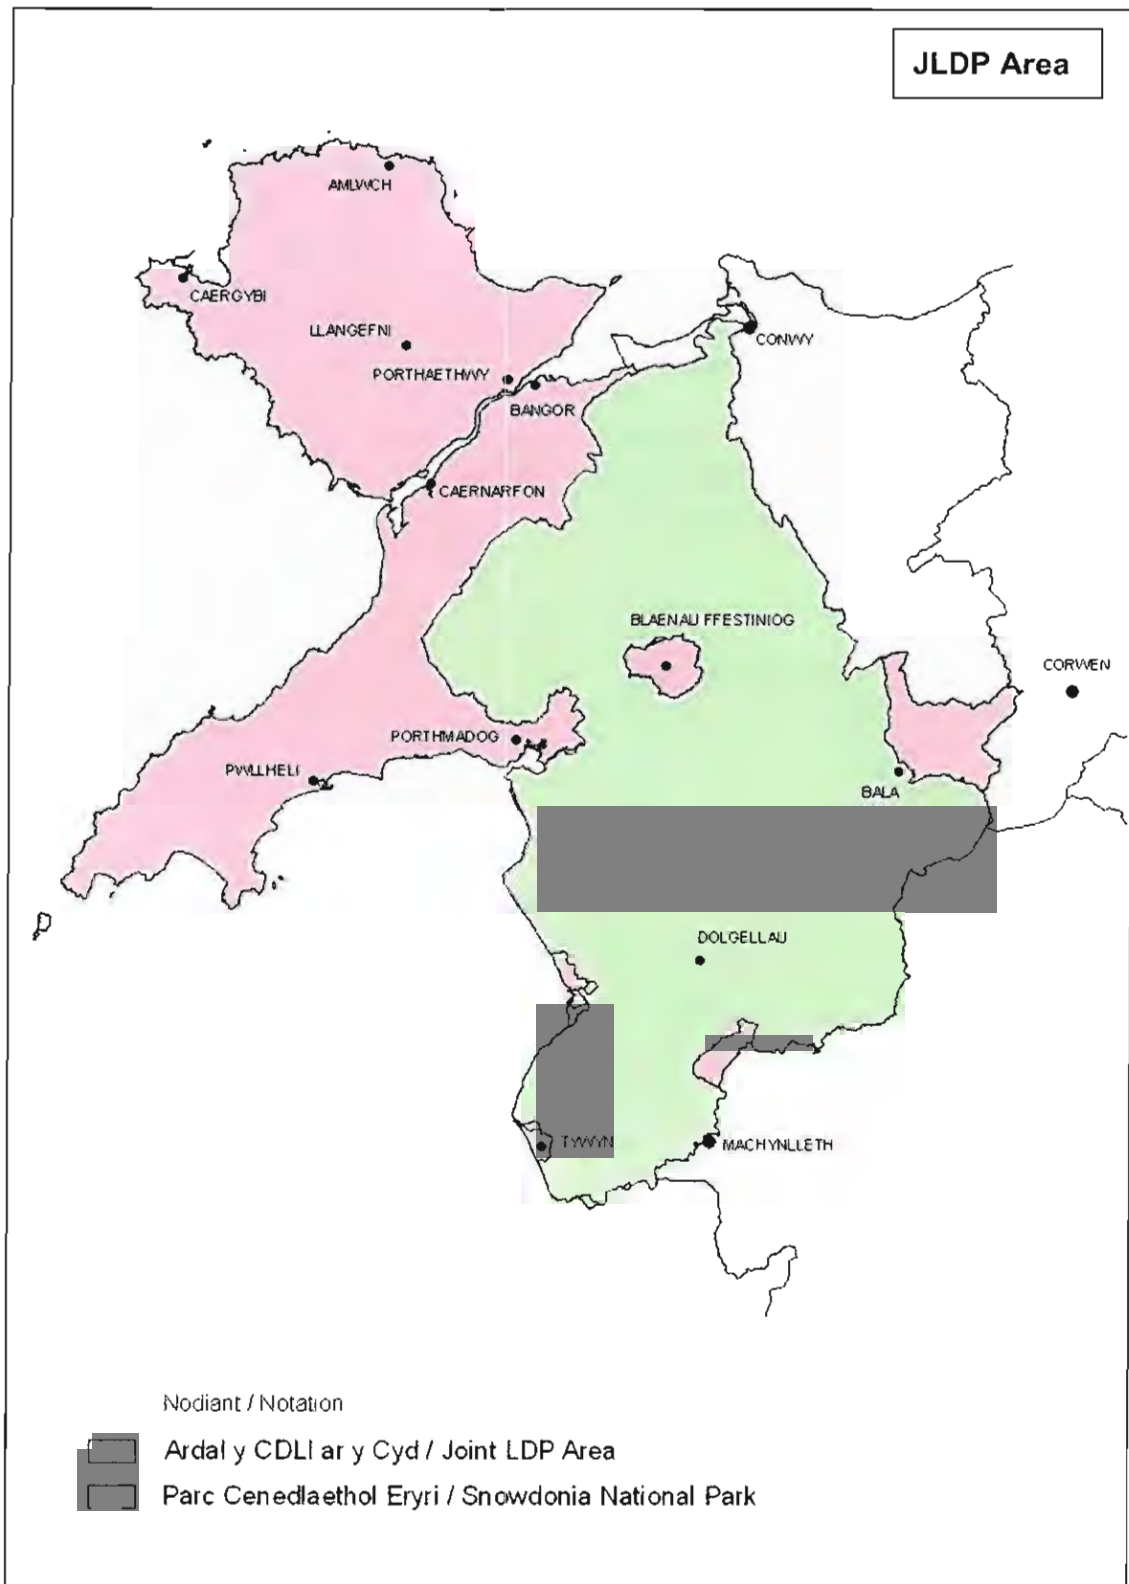 JLDP Area
AMLWCH
CAERGYBI
LLANGEFNI
PORTHAETHWY
BANGOR
CONWY
CAERNARFON
BLAENAU FFESTINIOG
CORWEN
PORTHMADOG
PWLLHELI
BALA
DOLGELLAU
TYWYN
MACHYNLLETH
Nodiant / Notation
Ardal y CDLl ar y Cyd / Joint LDP Area
Parc Cenedlaethol Eryri / Snowdonia National Park